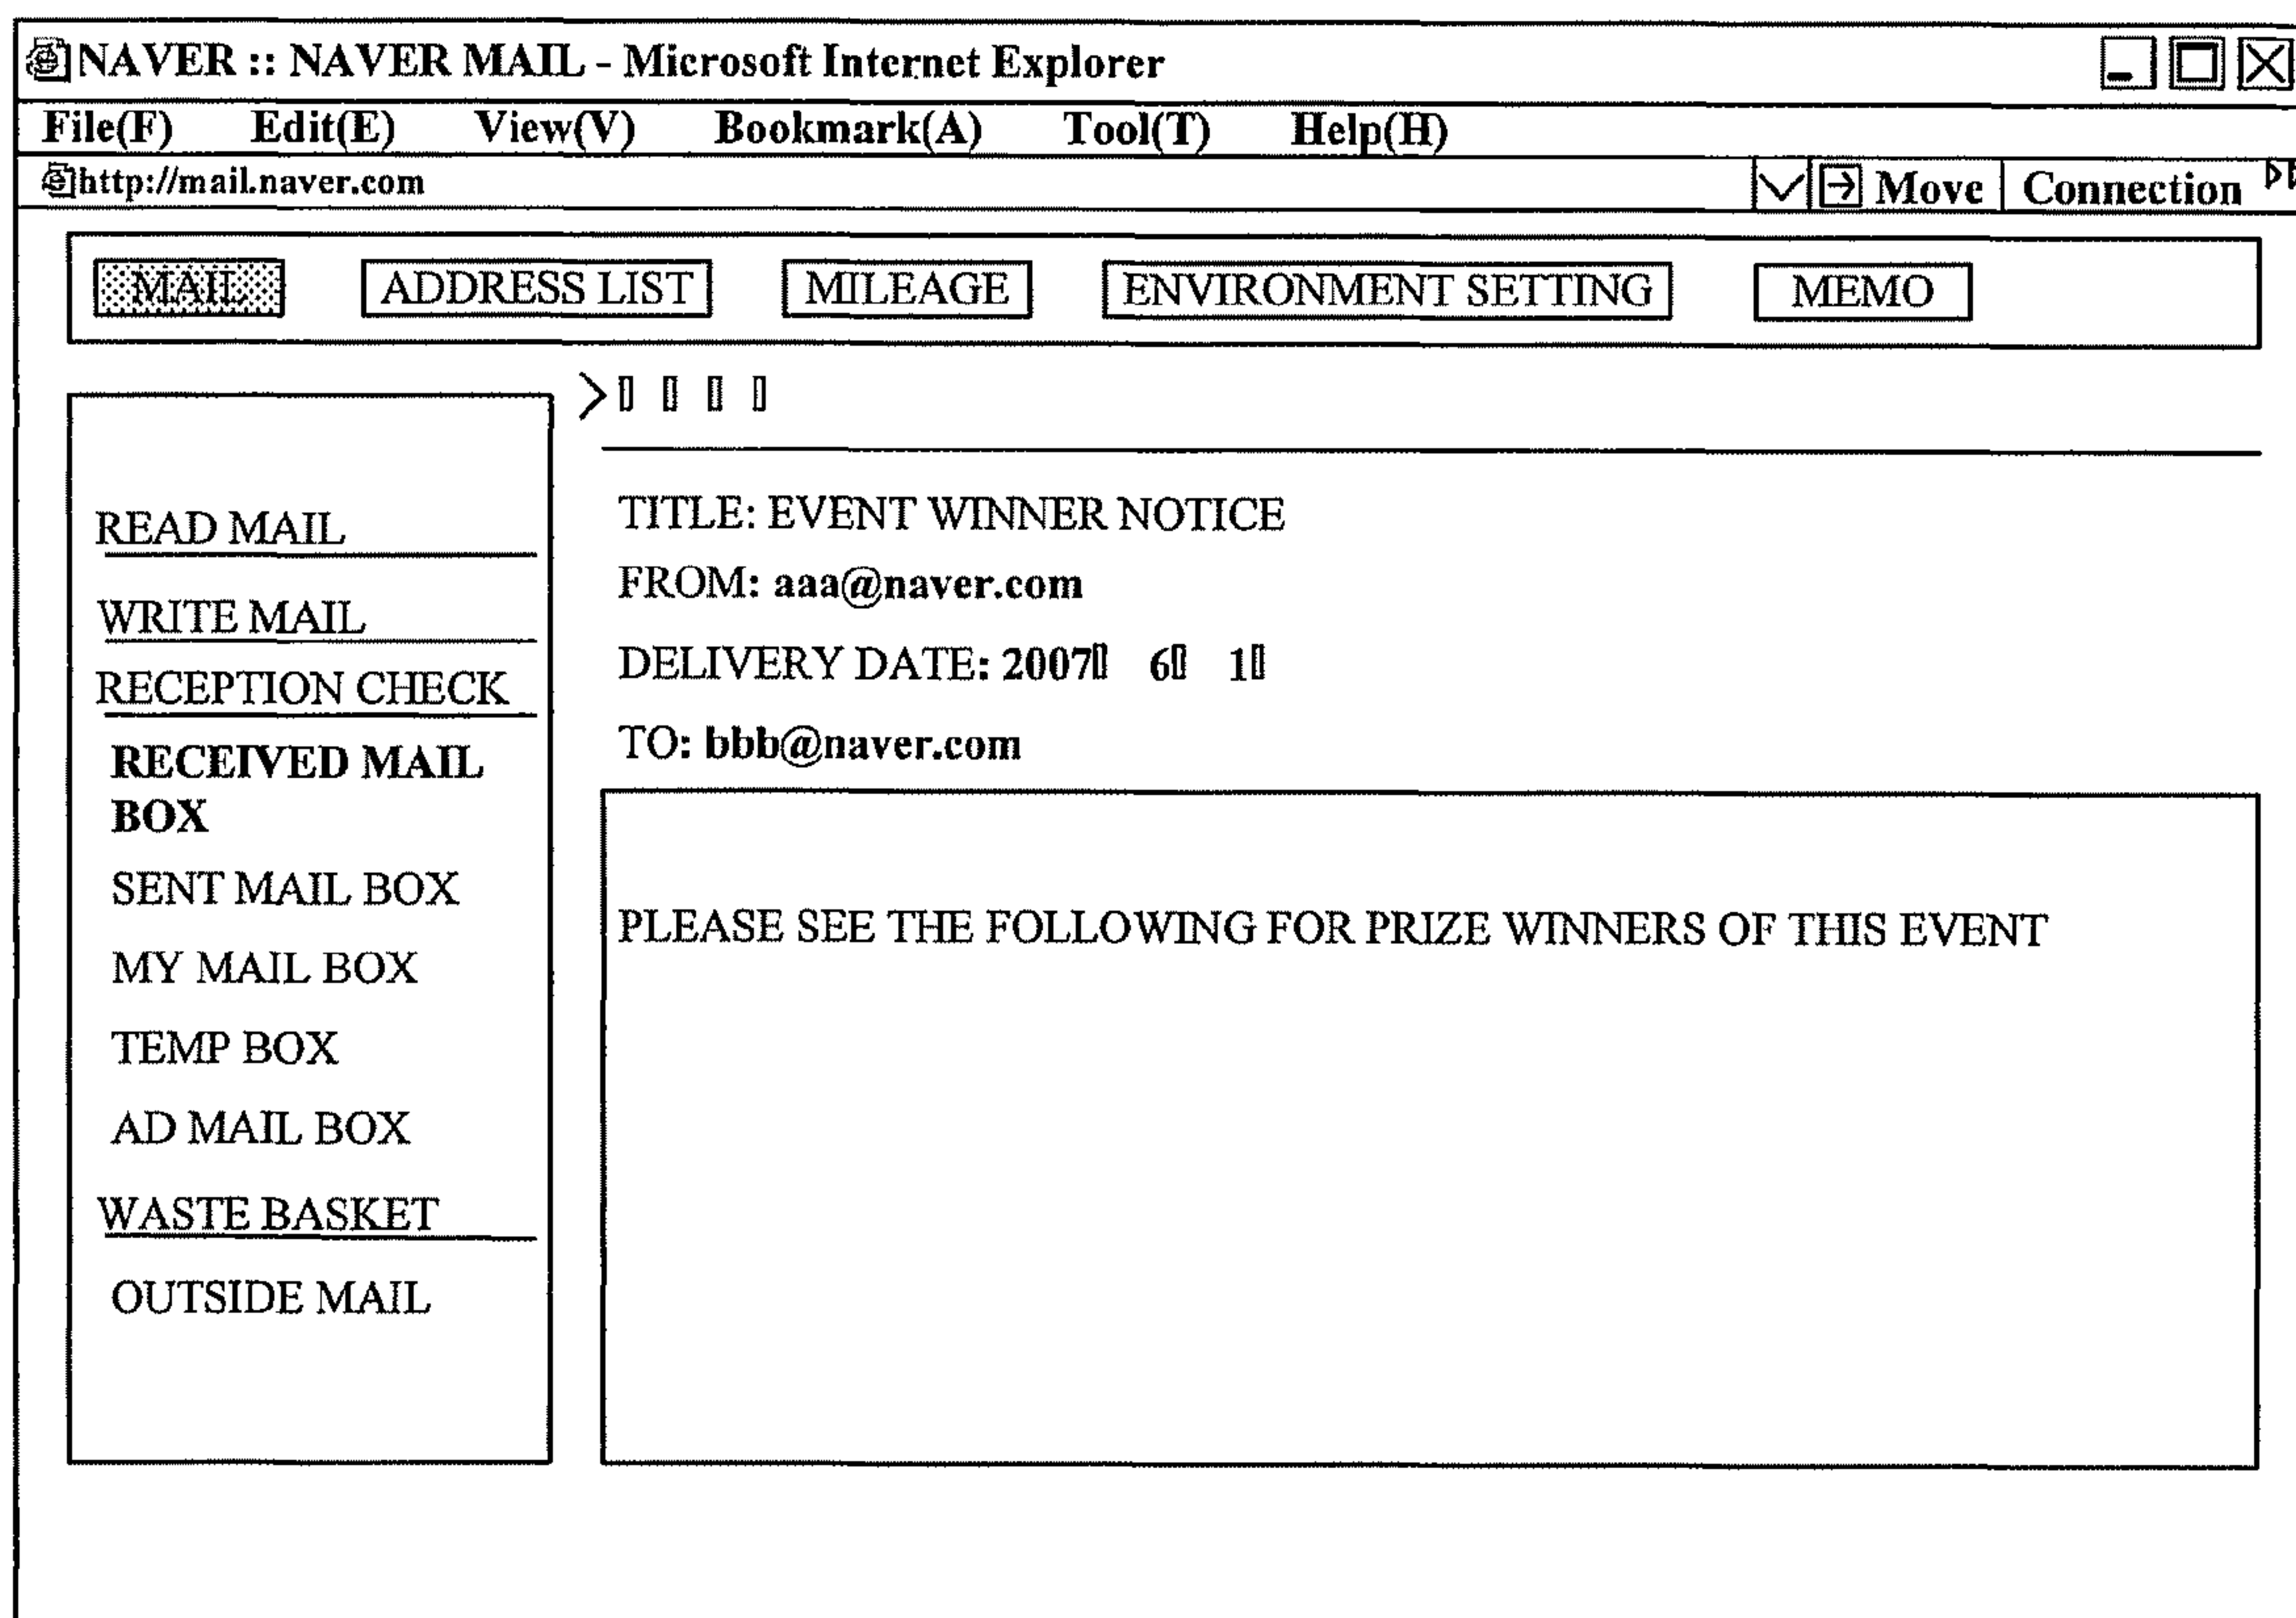 NAVER :: NAVER MAIL - Microsoft Internet Explorer
File(F) Edit(E) View(V) Bookmark(A) Tool(T) Help(H)
http://mail.naver.com Move Connection
MAIL ADDRESS LIST MILEAGE ENVIRONMENT SETTING MEMO
READ MAIL
WRITE MAIL
RECEPTION CHECK
RECEIVED MAIL
BOX
SENT MAIL BOX
MY MAIL BOX
TEMP BOX
AD MAIL BOX
WASTE BASKET
OUTSIDE MAIL
TITLE: EVENT WINNER NOTICE
FROM: aaa@naver.com
DELIVERY DATE: 2007 6 1
TO: bbb@naver.com
PLEASE SEE THE FOLLOWING FOR PRIZE WINNERS OF THIS EVENT